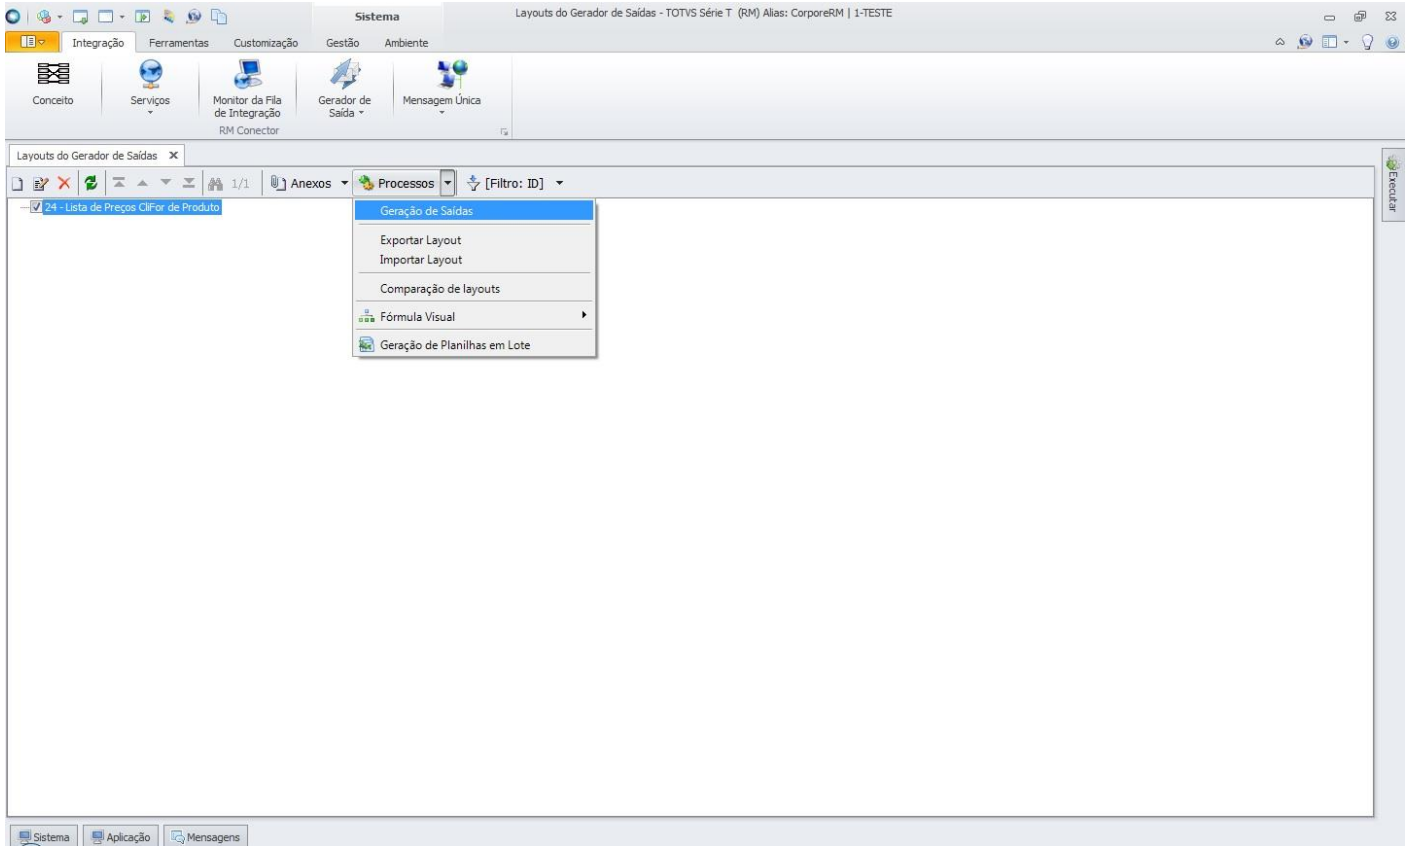 Sistema
Layouts do Gerador de Saídas - TOTVS Série T (RM) Alias: CorporeRM | 1-TESTE
Integração
Ferramentas
Customização
Gestão
Ambiente
Conceito
Serviços
Monitor da Fila
de Integração
Gerador de
Saída
Mensagem Única
RM Conector
Layouts do Gerador de Saídas
1/1
Anexos
Processos
[Filtro: ID]
Executar
24 - Lista de Preços CliFor de Produto
Geração de Saídas
Exportar Layout
Importar Layout
Comparação de layouts
Fórmula Visual
Geração de Planilhas em Lote
Sistema
Aplicação
Mensagens